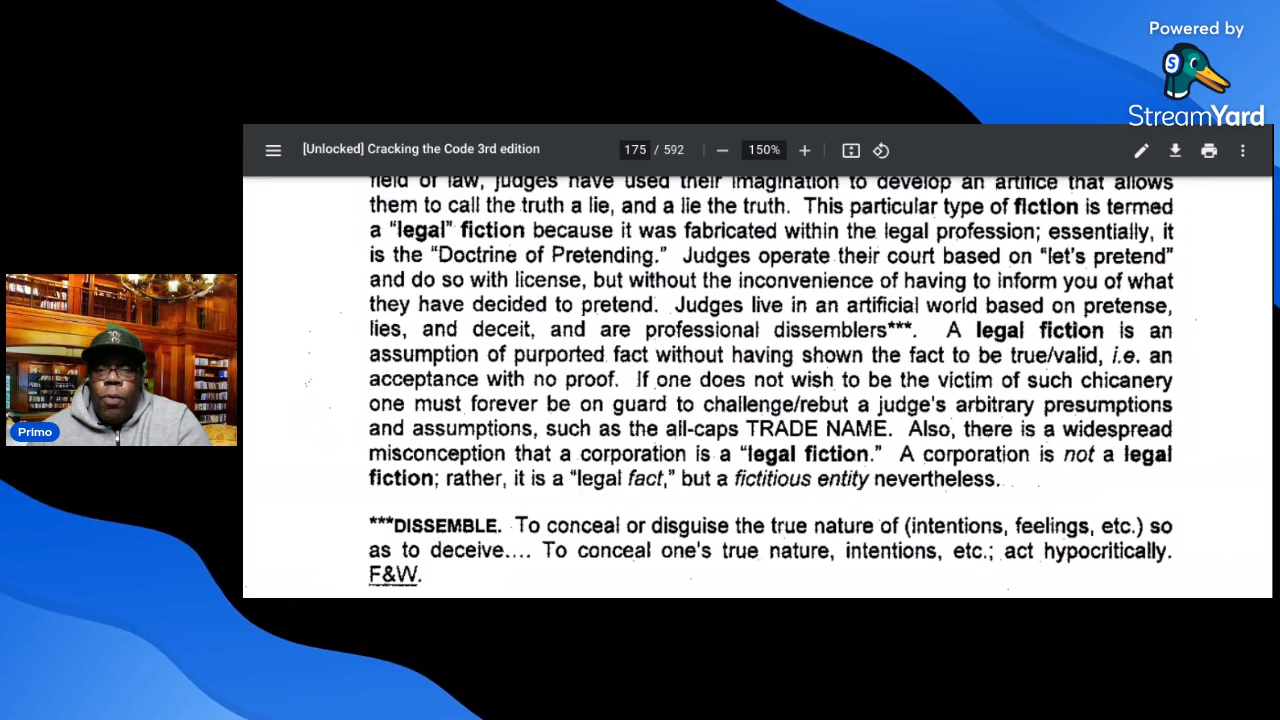 Powered by
StreamYard
[Unlocked] Cracking the Code 3rd edition
175 / 592
150%
field of law, judges have used their imagination to develop an artifice that allows
them to call the truth a lie, and a lie the truth. This particular type of fiction is termed
a “legal” fiction because it was fabricated within the legal profession; essentially, it
is the “Doctrine of Pretending.” Judges operate their court based on “let's pretend”
and do so with license, but without the inconvenience of having to inform you of what
they have decided to pretend. Judges live in an artificial world based on pretense,
lies, and deceit, and are professional dissemblers***. A legal fiction is an
assumption of purported fact without having shown the fact to be true/valid, i.e. an
acceptance with no proof. If one does not wish to be the victim of such chicanery
one must forever be on guard to challenge/rebut a judge's arbitrary presumptions
and assumptions, such as the all-caps TRADE NAME. Also, there is a widespread
misconception that a corporation is a “legal fiction.” A corporation is not a legal
fiction; rather, it is a “legal fact,” but a fictitious entity nevertheless.
***DISSEMBLE. To conceal or disguise the true nature of (intentions, feelings, etc.) so
as to deceive.... To conceal one's true nature, intentions, etc.; act hypocritically.
F&W.
Primo